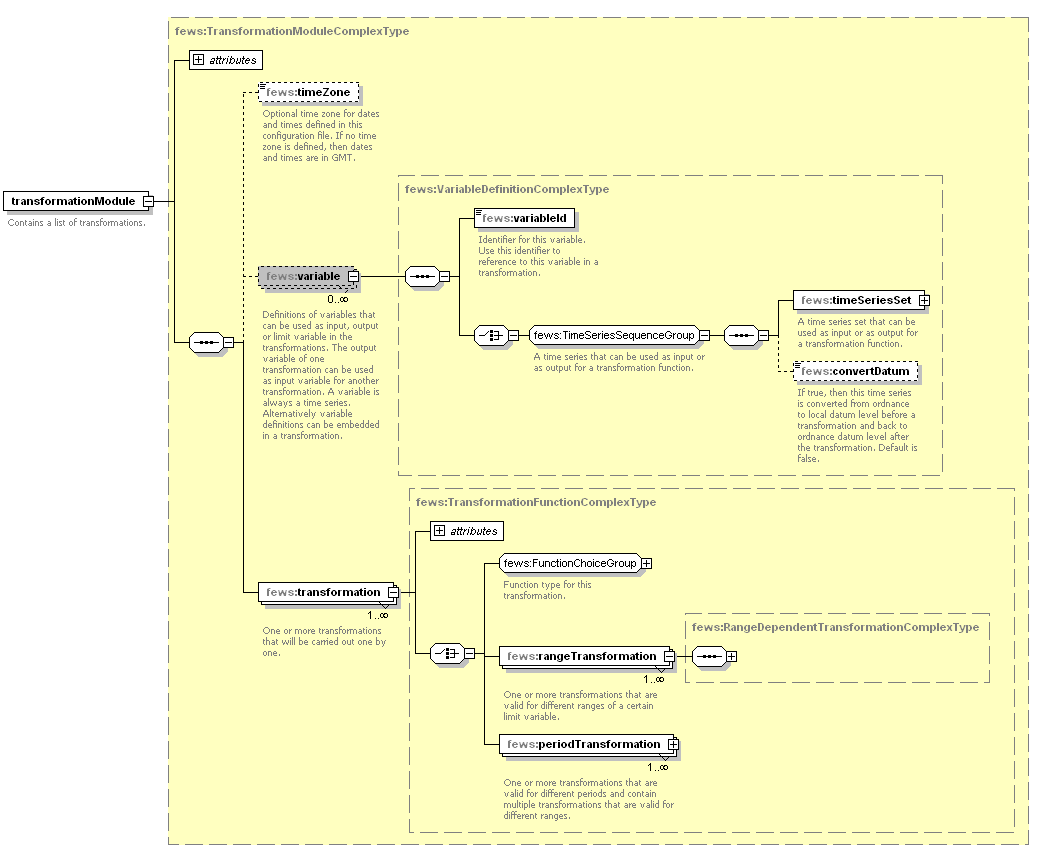 fews:TransformationModuleComplexType
attributes
fews:timeZone
Optional time zone for dates
and times defined in this
configuration file. If no time
zone is defined, then dates
and times are in GMT.
transformationModule
Contains a list of transformations.
fews:VariableDefinitionComplexType
fews:variableId
Identifier for this variable.
Use this identifier to
reference to this variable in a
transformation.
fews:variable
0..∞
Definitions of variables that
can be used as input, output
or limit variable in the
transformations. The output
variable of one
transformation can be used
as input variable for another
transformation. A variable is
always a time series.
Alternatively variable
definitions can be embedded
in a transformation.
fews:TimeSeriesSequenceGroup
A time series that can be used as input or
as output for a transformation function.
fews:timeSeriesSet
A time series set that can be
used as input or as output for
a transformation function.
fews:convertDatum
If true, then this time series
is converted from ordnance
to local datum level before a
transformation and back to
ordnance datum level after
the transformation. Default is
false.
fews:TransformationFunctionComplexType
attributes
fews:FunctionChoiceGroup
Function type for this
transformation.
fews:transformation
1..∞
One or more transformations
that will be carried out one by
one.
fews:RangeDependentTransformationComplexType
fews:rangeTransformation
1..∞
One or more transformations that are
valid for different ranges of a certain
limit variable.
fews:periodTransformation
1..∞
One or more transformations that are
valid for different periods and contain
multiple transformations that are valid for
different ranges.